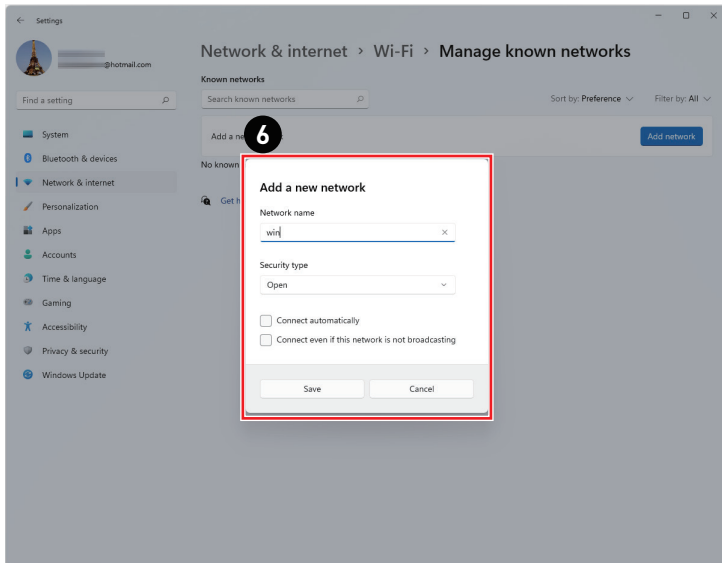 Settings
@hotmail.com
Find a setting
System
Bluetooth & devices
Network & internet
Personalization
Apps
Accounts
Time & language
Gaming
Accessibility
Privacy & security
Windows Update
Network & internet > Wi-Fi > Manage known networks
Known networks
Search known networks
Sort by: Preference
Filter by: All
Add a ne
Add network
No known
Get h
6
Add a new network
Network name
win
Security type
Open
Connect automatically
Connect even if this network is not broadcasting
Save
Cancel